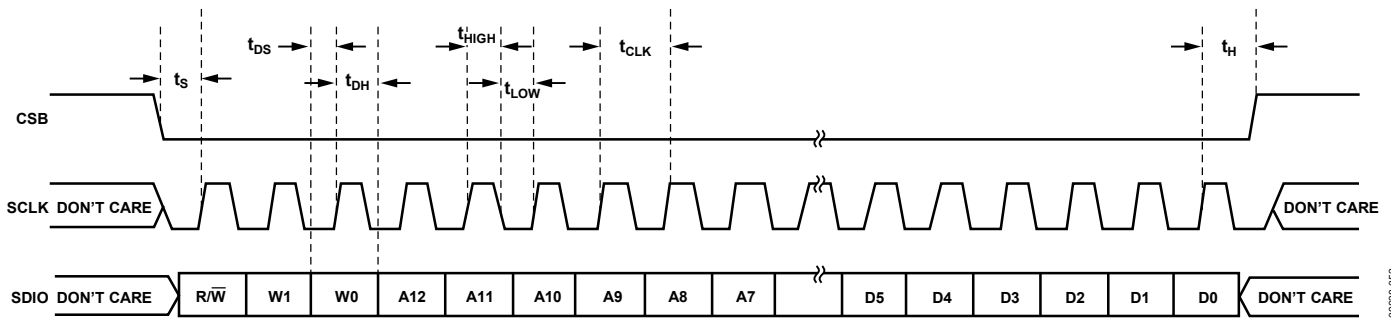 tDS
tHIGH
tCLK
tH
tS
tDH
tLOW
CSB
SCLK DON'T CARE
DON'T CARE
SDIO DON'T CARE
R/W̅
W1
W0
A12
A11
A10
A9
A8
A7
D5
D4
D3
D2
D1
D0
DON'T CARE